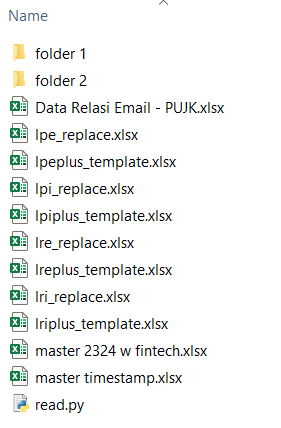 Name
folder 1
folder 2
Data Relasi Email - PUJK.xlsx
lpe_replace.xlsx
lpeplus_template.xlsx
lpi_replace.xlsx
lpiplus_template.xlsx
lre_replace.xlsx
lreplus_template.xlsx
lri_replace.xlsx
lriplus_template.xlsx
master 2324 w fintech.xlsx
master timestamp.xlsx
read.py